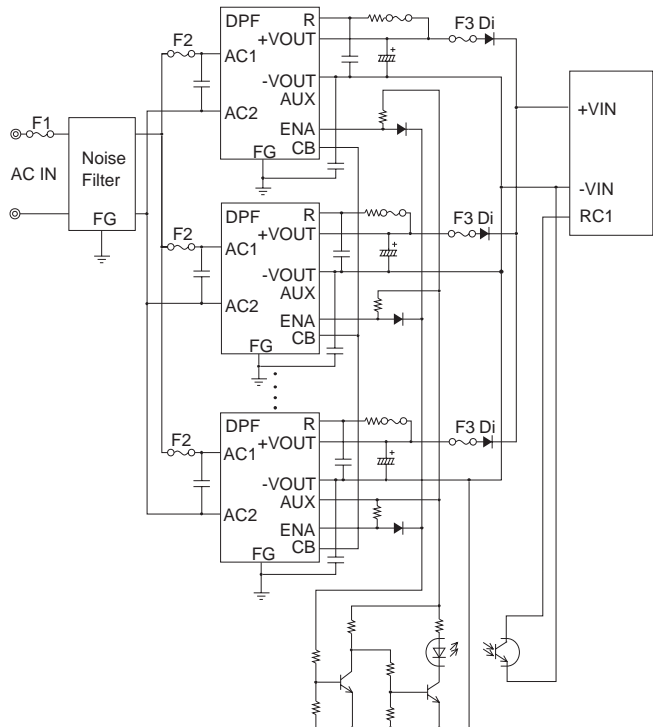 DPF
R
+VOUT
AC1
-VOUT
AUX
AC2
ENA
CB
FG
F2
F3 Di
F1
AC IN
Noise
Filter
FG
+VIN
-VIN
RC1
DPF
R
+VOUT
AC1
-VOUT
AUX
AC2
ENA
CB
FG
F2
F3 Di
DPF
R
+VOUT
AC1
-VOUT
AUX
AC2
ENA
CB
FG
F2
F3 Di